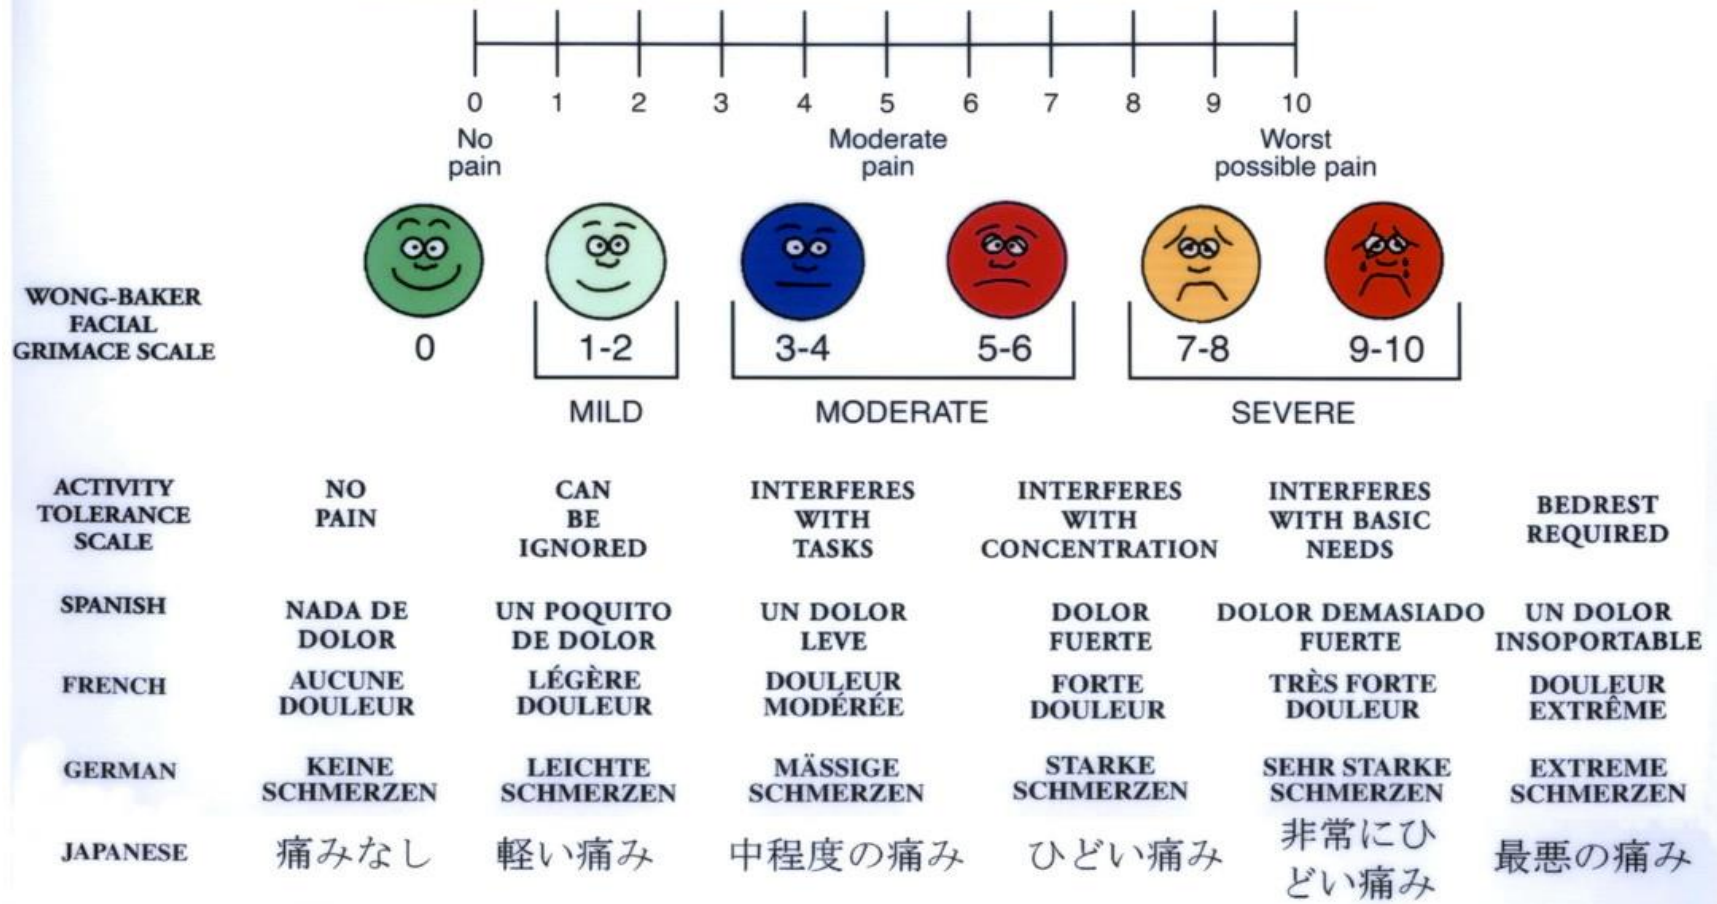 0 1 2 3 4 5 6 7 8 9 10
No pain
Moderate pain
Worst possible pain
WONG-BAKER
FACIAL
GRIMACE SCALE
0 1-2 3-4 5-6 7-8 9-10
MILD MODERATE SEVERE
ACTIVITY
TOLERANCE
SCALE
NO
PAIN
CAN
BE
IGNORED
INTERFERES
WITH
TASKS
INTERFERES
WITH
CONCENTRATION
INTERFERES
WITH BASIC
NEEDS
BEDREST
REQUIRED
SPANISH
NADA DE
DOLOR
UN POQUITO
DE DOLOR
UN DOLOR
LEVE
DOLOR
FUERTE
DOLOR DEMASIADO
FUERTE
UN DOLOR
INSOPORTABLE
FRENCH
AUCUNE
DOULEUR
LÉGÈRE
DOULEUR
DOULEUR
MODÉRÉE
FORTE
DOULEUR
TRÈS FORTE
DOULEUR
DOULEUR
EXTRÊME
GERMAN
KEINE
SCHMERZEN
LEICHTE
SCHMERZEN
MÄSSIGE
SCHMERZEN
STARKE
SCHMERZEN
SEHR STARKE
SCHMERZEN
EXTREME
SCHMERZEN
JAPANESE
痛みなし
軽い痛み
中程度の痛み
ひどい痛み
非常にひ
どい痛み
最悪の痛み